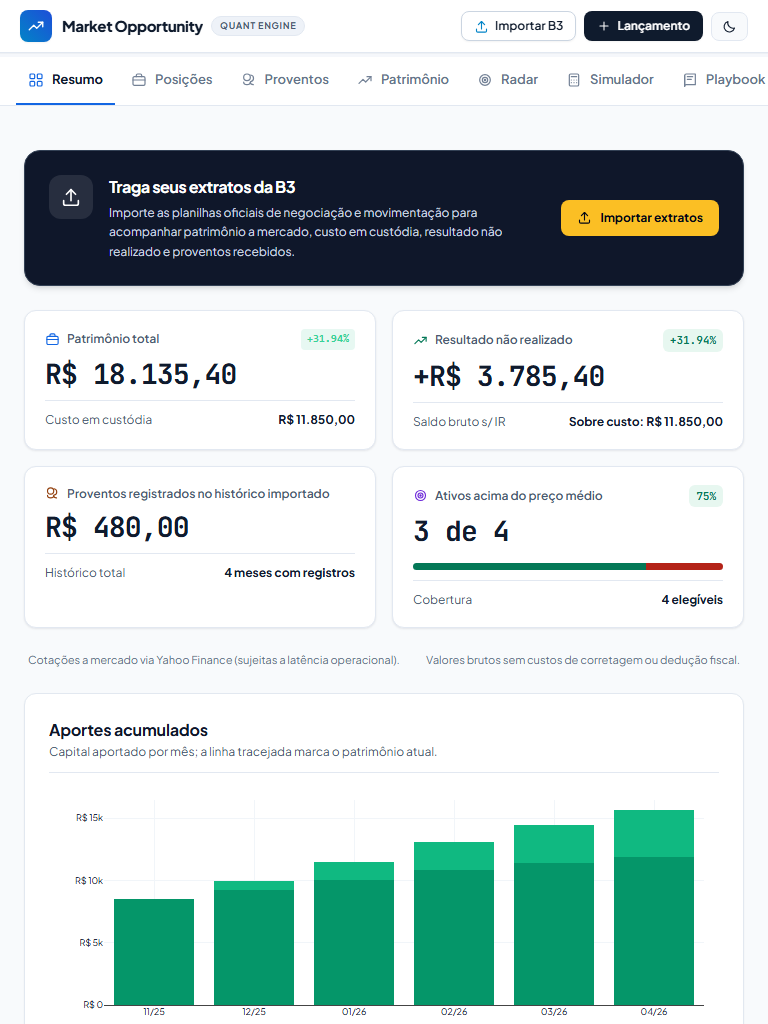 Market Opportunity
QUANT ENGINE
Importar B3
Lançamento
Resumo
Posições
Proventos
Patrimônio
Radar
Simulador
Playbook
Traga seus extratos da B3
Importe as planilhas oficiais de negociação e movimentação para
acompanhar patrimônio a mercado, custo em custódia, resultado não
realizado e proventos recebidos.
Importar extratos
Patrimônio total
+31.94%
R$ 18.135,40
Custo em custódia
R$ 11.850,00
Resultado não realizado
+31.94%
+R$ 3.785,40
Saldo bruto s/ IR
Sobre custo: R$ 11.850,00
Proventos registrados no histórico importado
R$ 480,00
Histórico total
4 meses com registros
Ativos acima do preço médio
75%
3 de 4
Cobertura
4 elegíveis
Cotações a mercado via Yahoo Finance (sujeitas a latência operacional).
Valores brutos sem custos de corretagem ou dedução fiscal.
Aportes acumulados
Capital aportado por mês; a linha tracejada marca o patrimônio atual.
R$ 15k
R$ 10k
R$ 5k
R$ 0
11/25
12/25
01/26
02/26
03/26
04/26